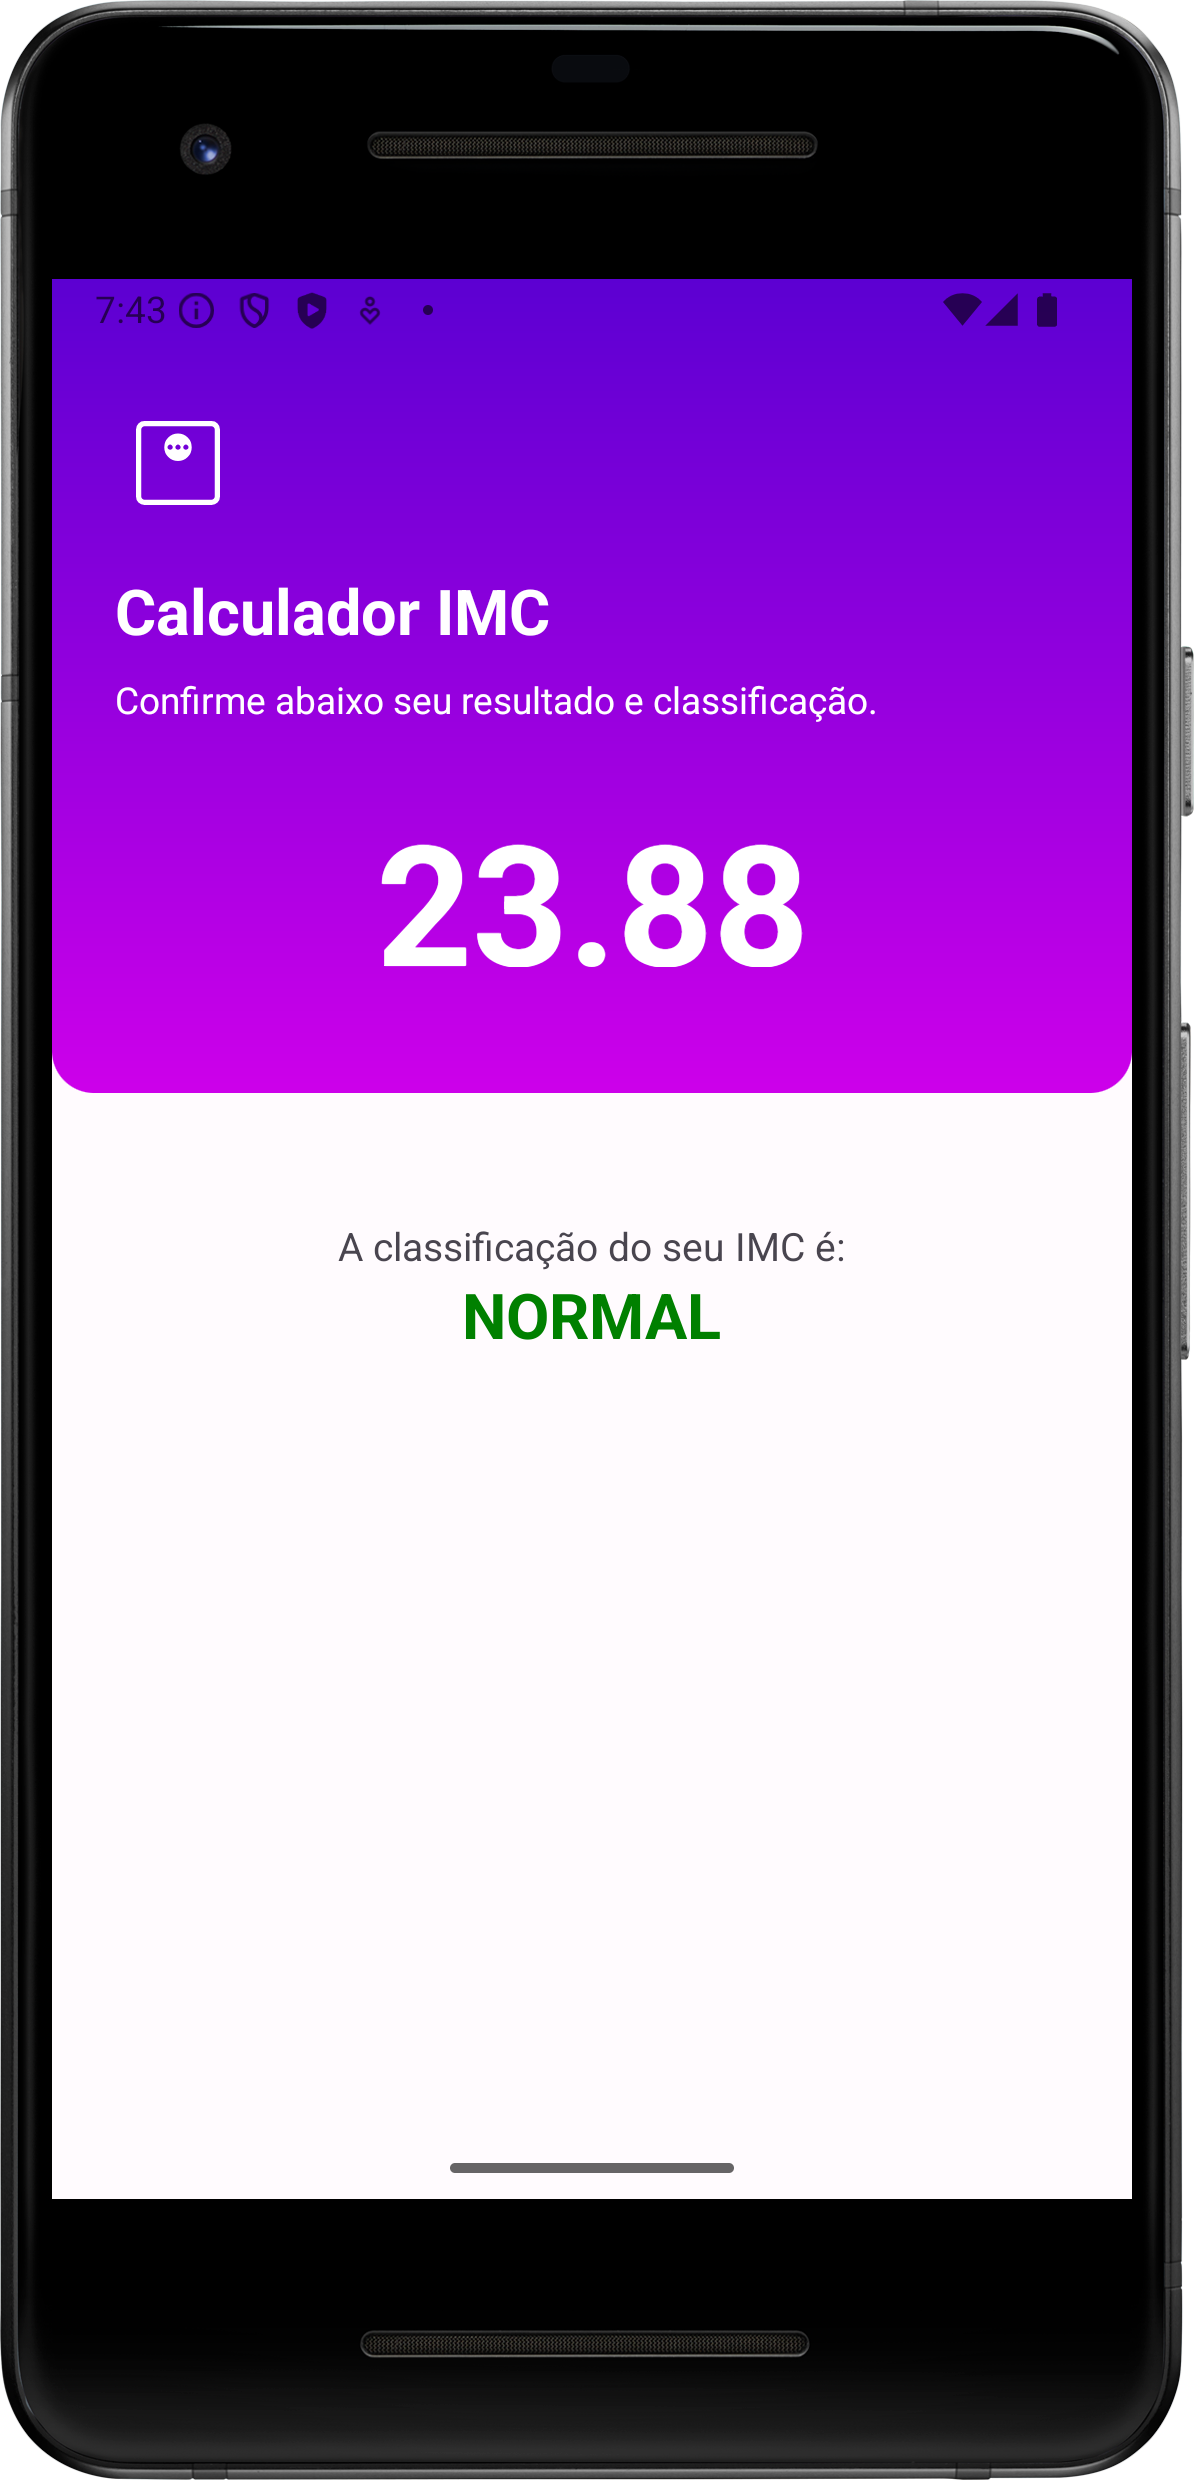 7:43
Calculador IMC
Confirme abaixo seu resultado e classificação.
23.88
A classificação do seu IMC é:
NORMAL